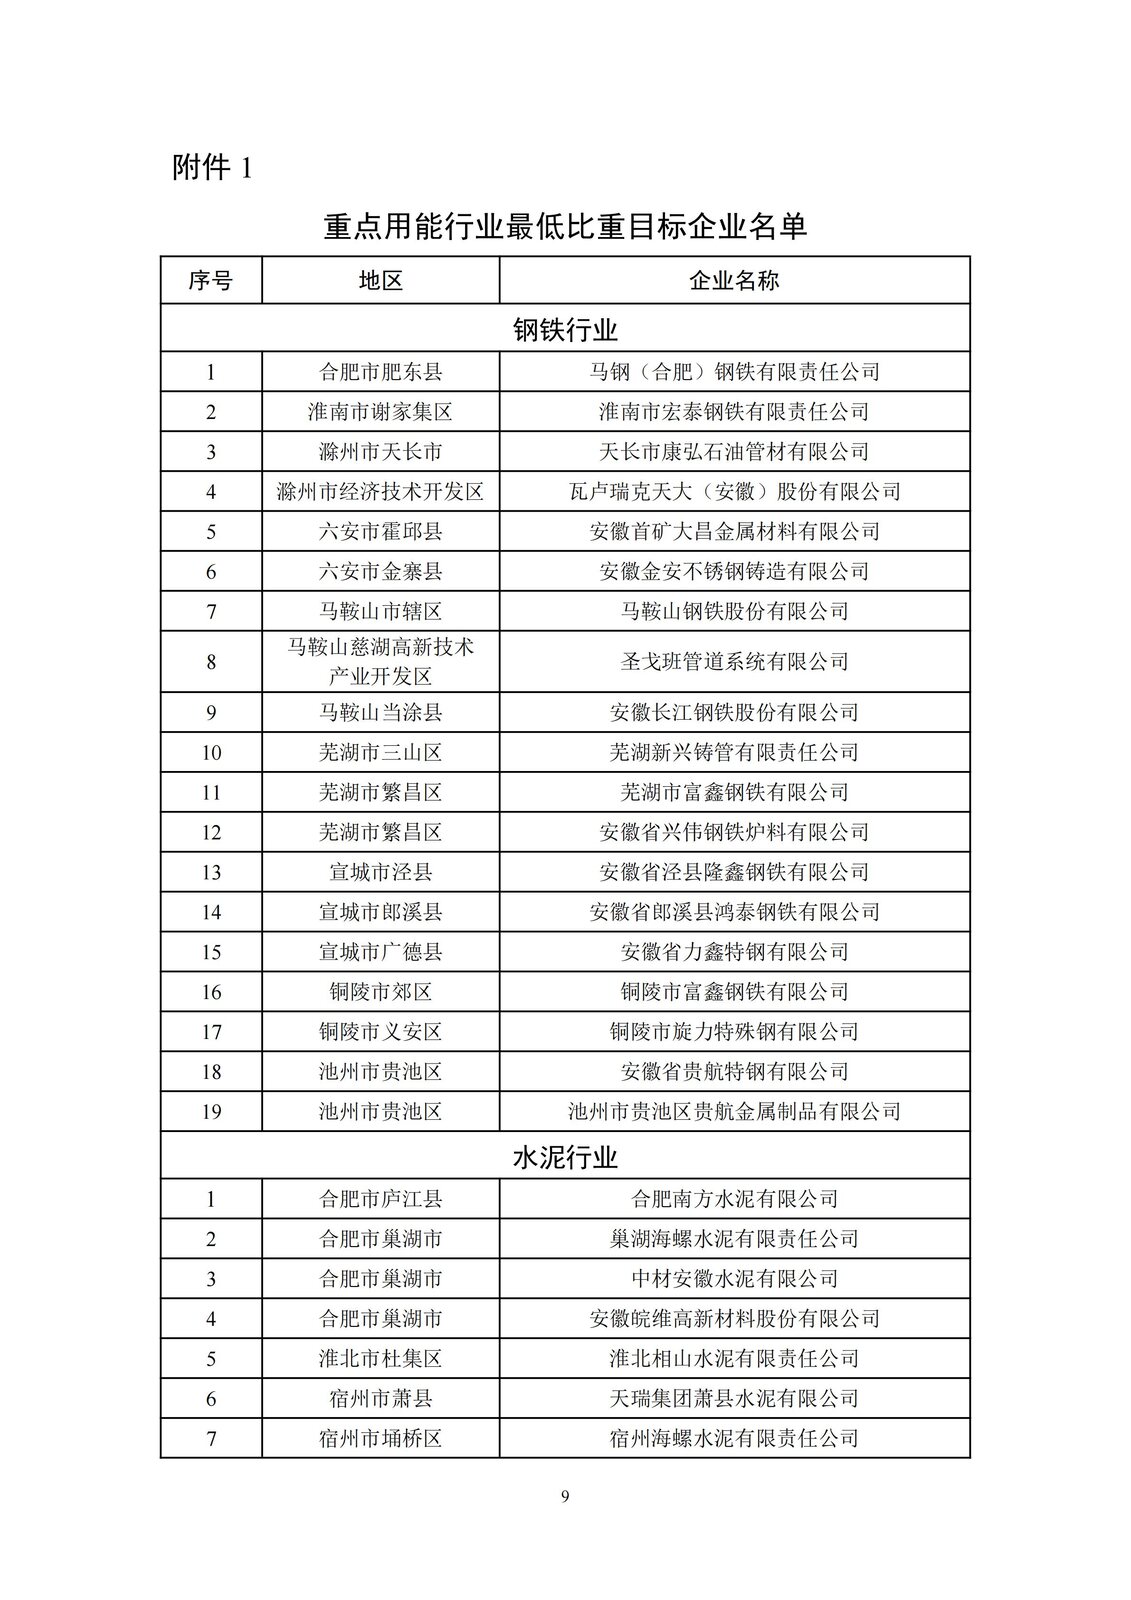 附件 1
重点用能行业最低比重目标企业名单
序号 地区 企业名称
钢铁行业
1 合肥市肥东县 马钢（合肥）钢铁有限责任公司
2 淮南市谢家集区 淮南市宏泰钢铁有限责任公司
3 滁州市天长市 天长市康弘石油管材有限公司
4 滁州市经济技术开发区 瓦卢瑞克天大（安徽）股份有限公司
5 六安市霍邱县 安徽首矿大昌金属材料有限公司
6 六安市金寨县 安徽金安不锈钢铸造有限公司
7 马鞍山市辖区 马鞍山钢铁股份有限公司
8 马鞍山慈湖高新技术
产业开发区 圣戈班管道系统有限公司
9 马鞍山当涂县 安徽长江钢铁股份有限公司
10 芜湖市三山区 芜湖新兴铸管有限责任公司
11 芜湖市繁昌区 芜湖市富鑫钢铁有限公司
12 芜湖市繁昌区 安徽省兴伟钢铁炉料有限公司
13 宣城市泾县 安徽省泾县隆鑫钢铁有限公司
14 宣城市郎溪县 安徽省郎溪县鸿泰钢铁有限公司
15 宣城市广德县 安徽省力鑫特钢有限公司
16 铜陵市郊区 铜陵市富鑫钢铁有限公司
17 铜陵市义安区 铜陵市旋力特殊钢有限公司
18 池州市贵池区 安徽省贵航特钢有限公司
19 池州市贵池区 池州市贵池区贵航金属制品有限公司
水泥行业
1 合肥市庐江县 合肥南方水泥有限公司
2 合肥市巢湖市 巢湖海螺水泥有限责任公司
3 合肥市巢湖市 中材安徽水泥有限公司
4 合肥市巢湖市 安徽皖维高新材料股份有限公司
5 淮北市杜集区 淮北相山水泥有限责任公司
6 宿州市萧县 天瑞集团萧县水泥有限公司
7 宿州市埇桥区 宿州海螺水泥有限责任公司
9